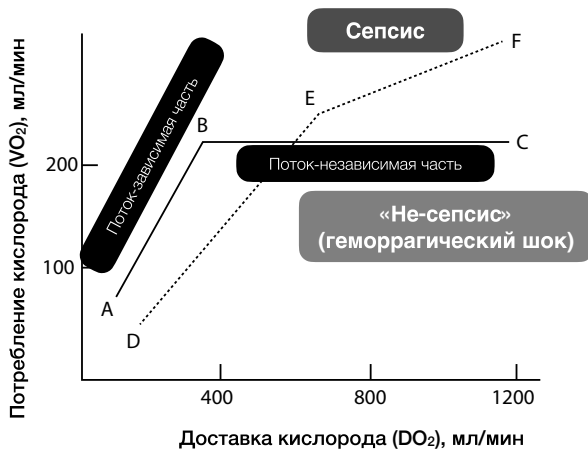 Сепсис
F
E
B
C
Поток-зависимая часть
Поток-независимая часть
200
«Не-сепсис»
(геморрагический шок)
100
A
D
400
800
1200
Потребление кислорода (VO₂), мл/мин
Доставка кислорода (DO₂), мл/мин